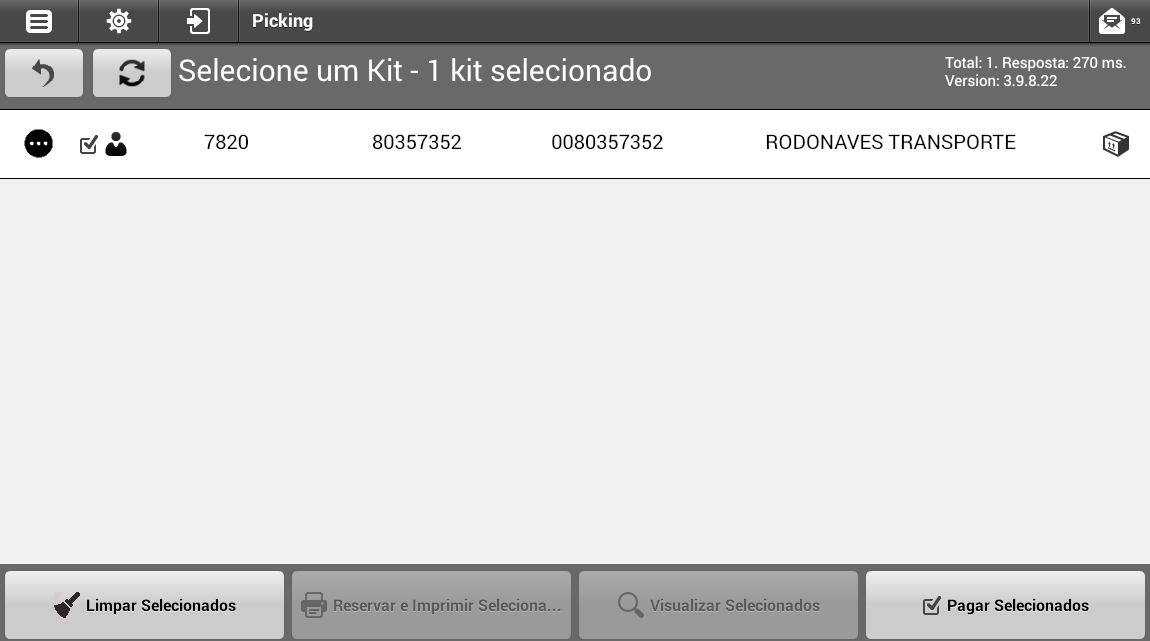 Picking
93
Selecione um Kit - 1 kit selecionado
Total: 1. Resposta: 270 ms.
Version: 3.9.8.22
7820 80357352 0080357352 RODONAVES TRANSPORTE
Limpar Selecionados
Reservar e Imprimir Seleciona...
Visualizar Selecionados
Pagar Selecionados